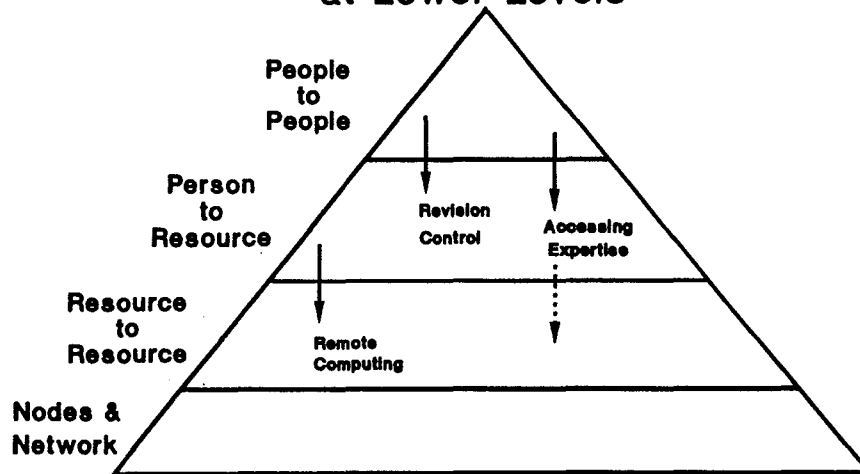 at Lower Levels
People
to
People
Person
to
Resource
Revision
Control
Accessing
Expertise
Resource
to
Resource
Remote
Computing
Nodes &
Network